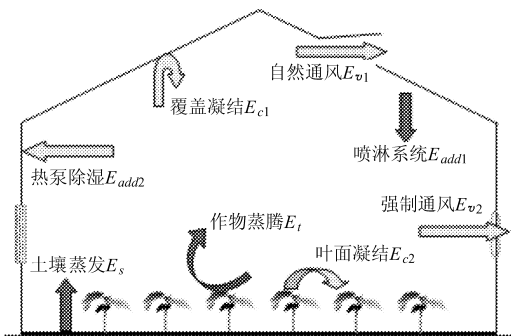 自然通风Ev1
覆盖凝结Ec1
喷淋系统Eadd1
热泵除湿Eadd2
强制通风Ev2
作物蒸腾Et
叶面凝结Ec2
土壤蒸发Es